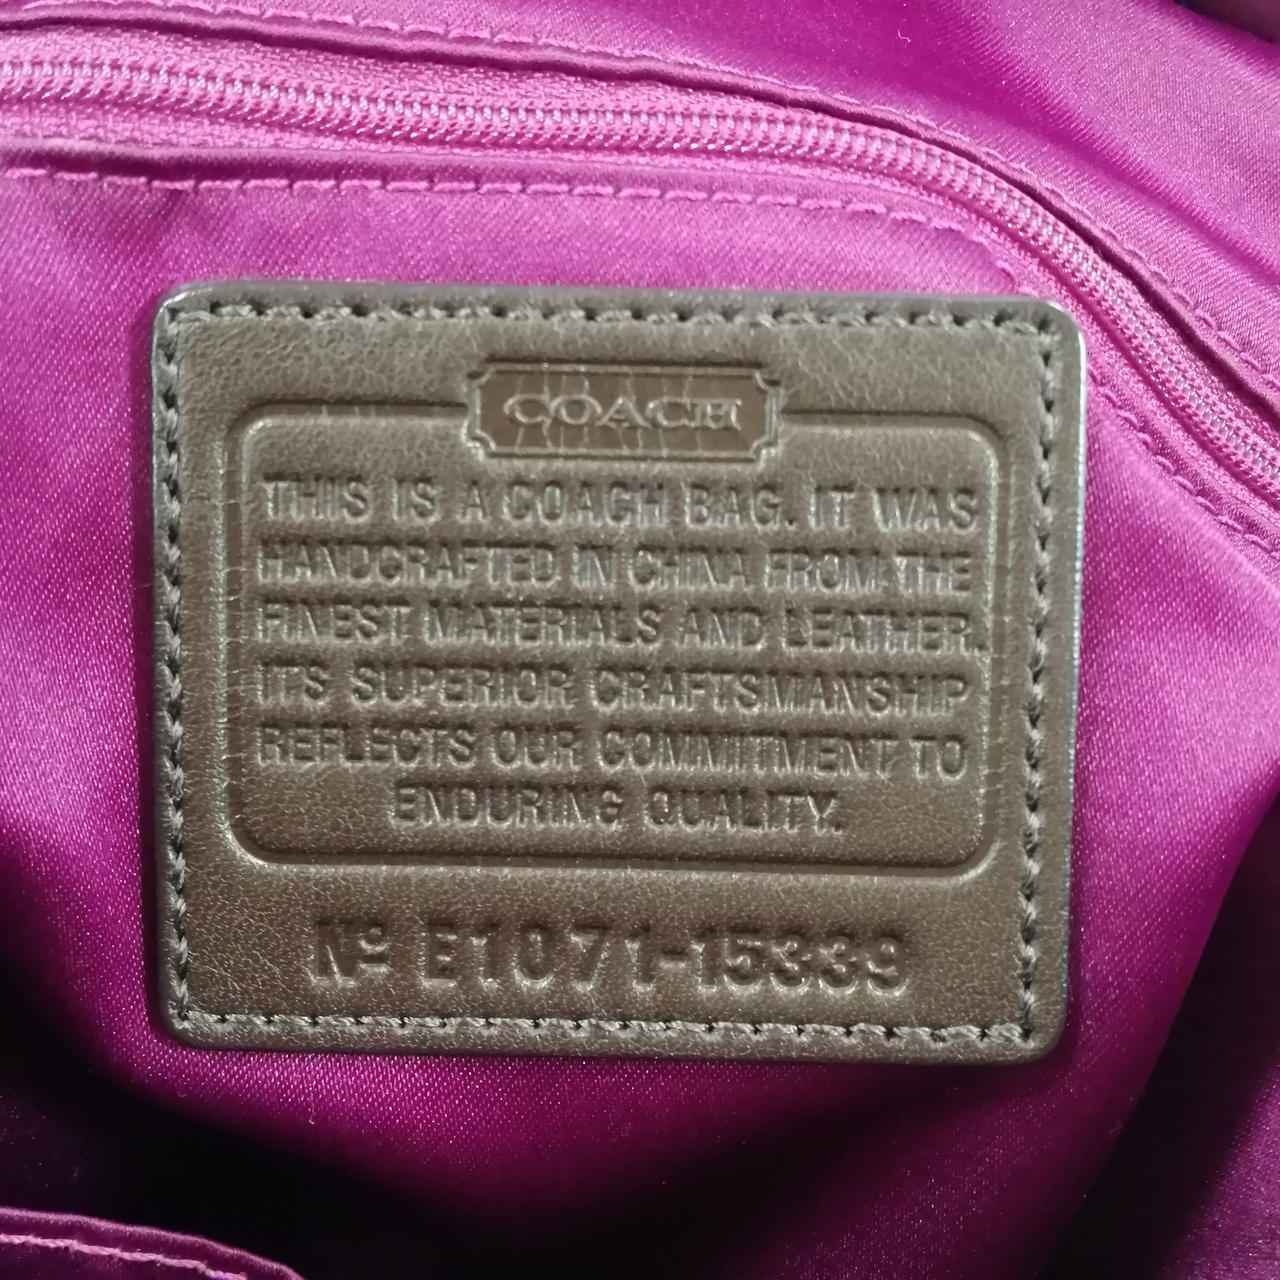 COACH
THIS IS A COACH BAG. IT WAS
HANDCRAFTED IN CHINA FROM THE
FINEST MATERIALS AND LEATHER.
IT'S SUPERIOR CRAFTSMANSHIP
REFLECTS OUR COMMITMENT TO
ENDURING QUALITY.
Nº E1071-15339